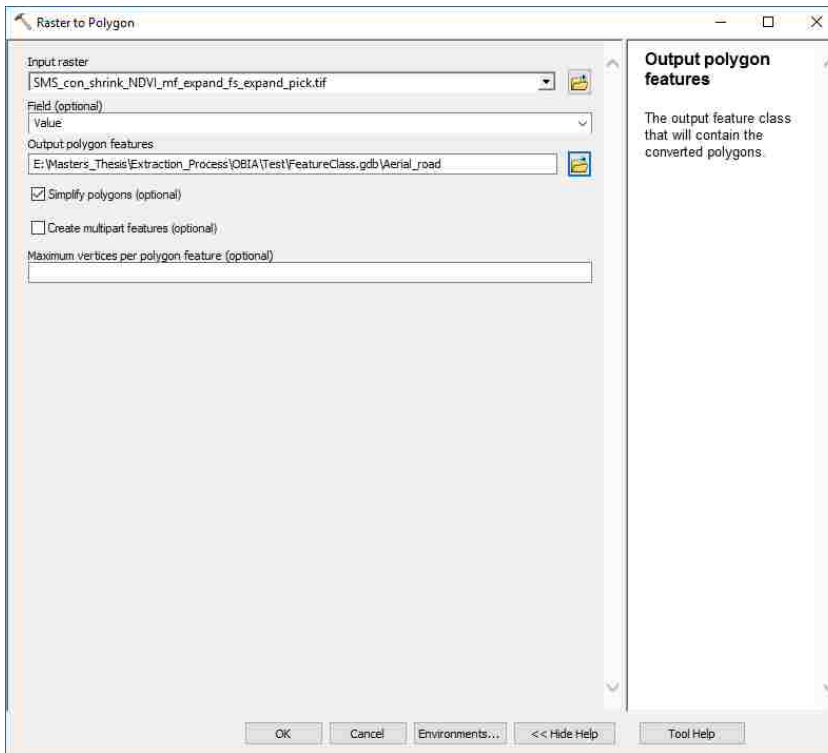 Raster to Polygon
Input raster
SMS_con_shrink_NDVI_mf_expand_fs_expand_pick.tif
Field (optional)
Value
Output polygon features
E:\Masters_Thesis\Extraction_Process\OBIA\Test\FeatureClass.gdb\Aerial_road
Simplify polygons (optional)
Create multipart features (optional)
Maximum vertices per polygon feature (optional)
OK
Cancel
Environments...
<< Hide Help
Output polygon
features
The output feature class
that will contain the
converted polygons.
Tool Help